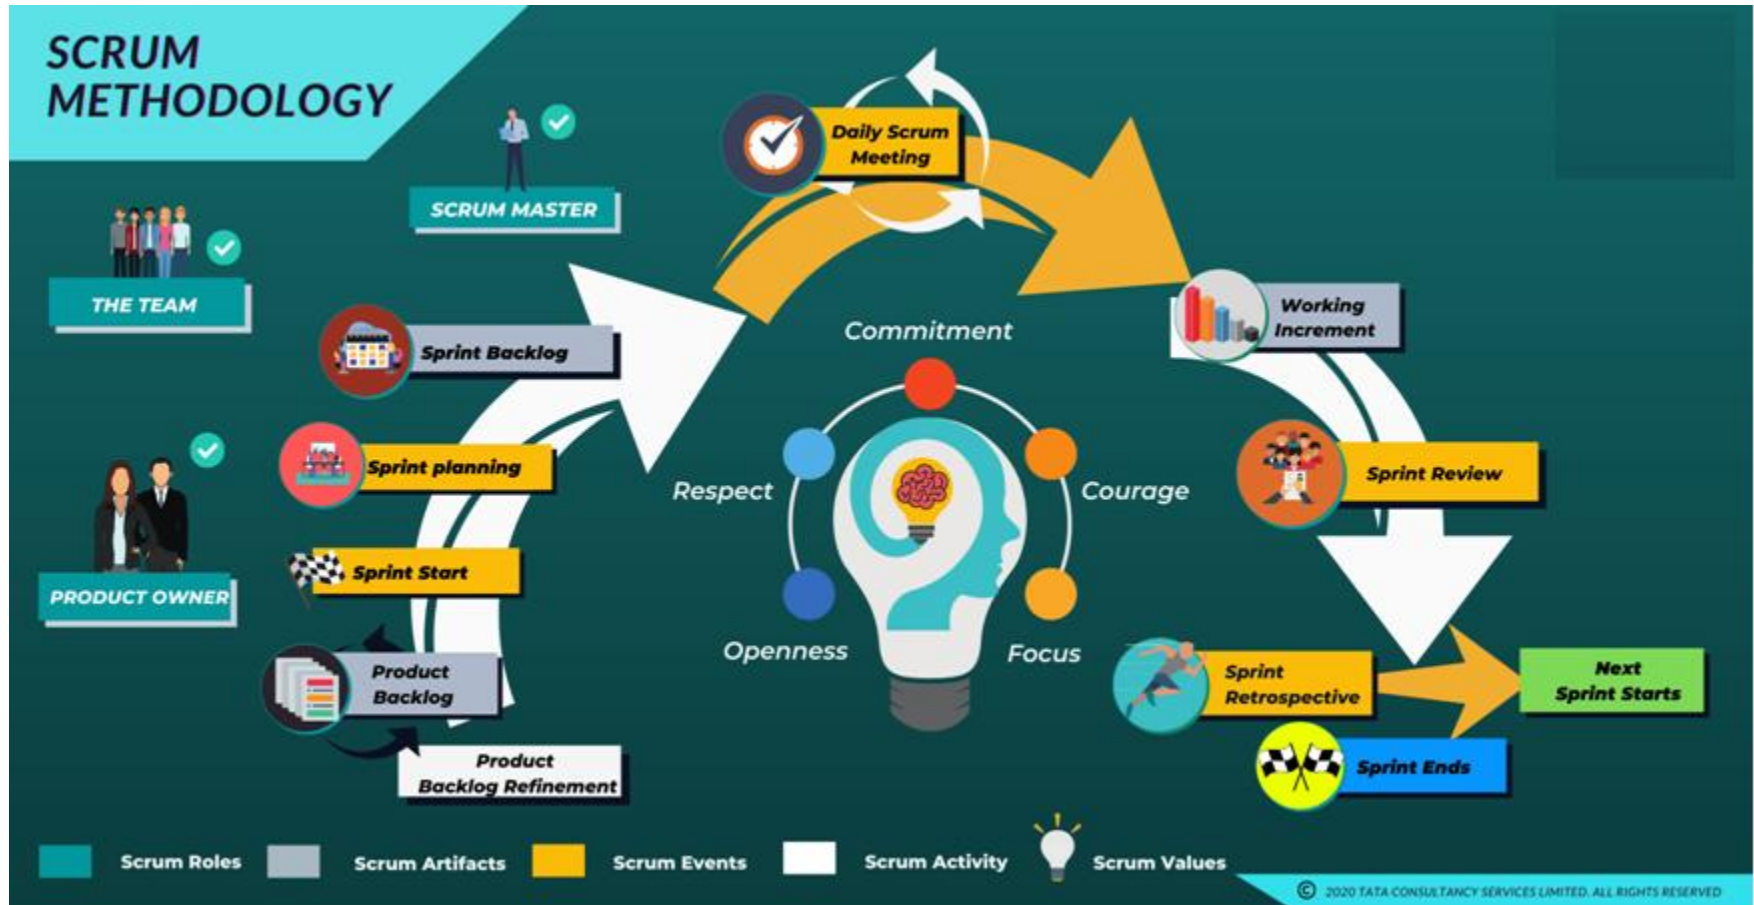 SCRUM
METHODOLOGY
SCRUM MASTER
THE TEAM
PRODUCT OWNER
Daily Scrum
Meeting
Sprint Backlog
Sprint planning
Sprint Start
Product
Backlog
Product
Backlog Refinement
Commitment
Respect
Courage
Openness
Focus
Working
Increment
Sprint Review
Sprint
Retrospective
Next
Sprint Starts
Sprint Ends
Scrum Roles
Scrum Artifacts
Scrum Events
Scrum Activity
Scrum Values
© 2020 TATA CONSULTANCY SERVICES LIMITED. ALL RIGHTS RESERVED